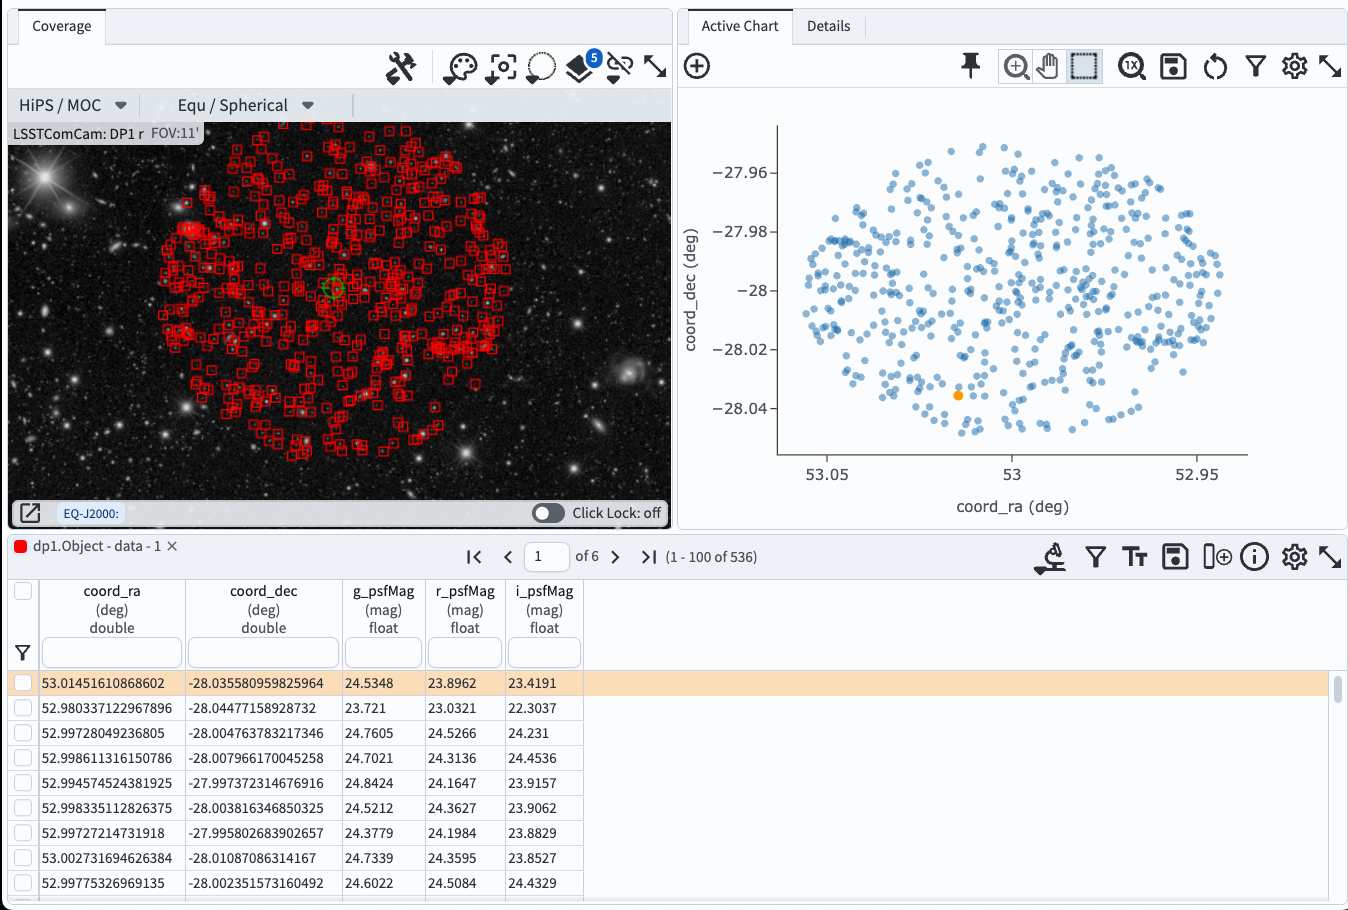 Coverage
Active Chart Details
5
1X
HiPS / MOC Equ / Spherical
LSSTComCam: DP1 r FOV:11'
−27.96
−27.98
−28
−28.02
−28.04
coord_dec (deg)
53.05 53 52.95
coord_ra (deg)
EQ-J2000: Click Lock: off
dp1.Object - data - 1
1 of 6 (1 - 100 of 536)
coord_ra coord_dec g_psfMag r_psfMag i_psfMag
(deg) (deg) (mag) (mag) (mag)
double double float float float
53.01451610868602 -28.035580959825964 24.5348 23.8962 23.4191
52.980337122967896 -28.04477158928732 23.721 23.0321 22.3037
52.99728049236805 -28.004763783217346 24.7605 24.5266 24.231
52.998611316150786 -28.007966170045258 24.7021 24.3136 24.4536
52.994574524381925 -27.997372314676916 24.8424 24.1647 23.9157
52.998335112826375 -28.003816346850325 24.5212 24.3627 23.9062
52.99727214731918 -27.995802683902657 24.3779 24.1984 23.8829
53.002731694626384 -28.01087086314167 24.7339 24.3595 23.8527
52.99775326969135 -28.002351573160492 24.6022 24.5084 24.4329